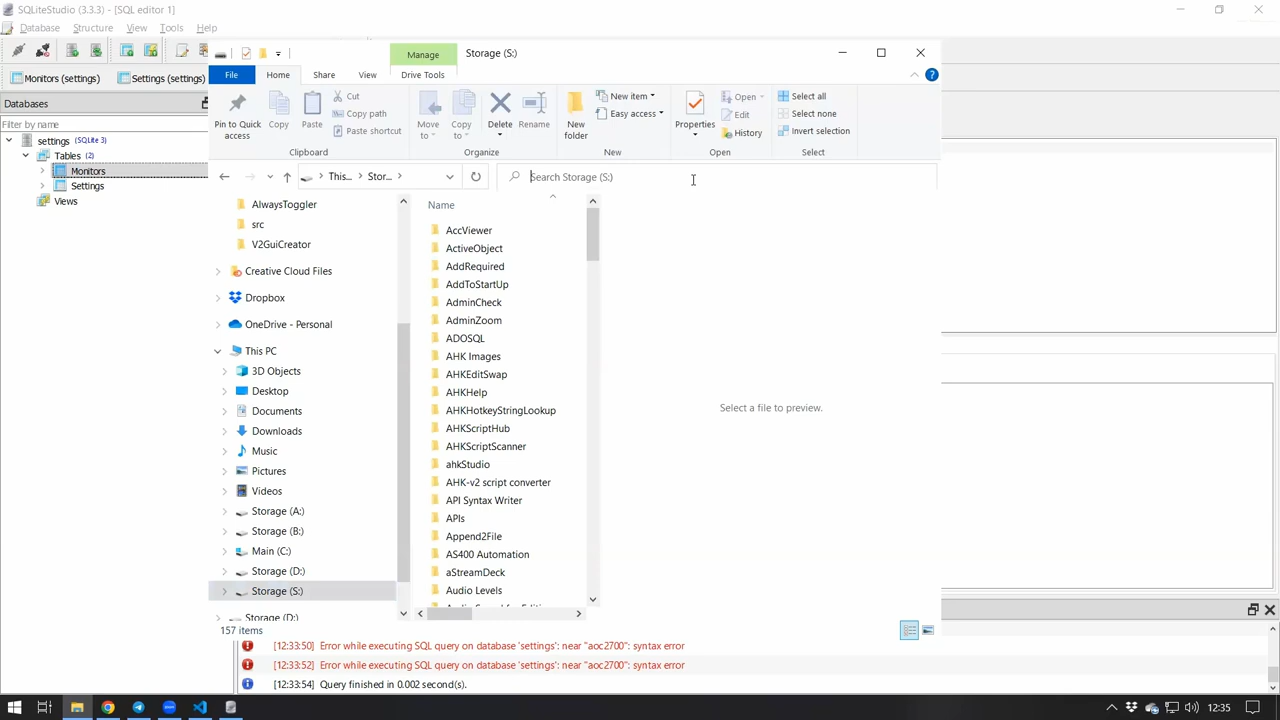 SQLiteStudio (3.3.3) - [SQL editor 1]
Database Structure View Tools Help
Manage Storage (S:)
File Home Share View Drive Tools
Monitors (settings) Settings (settings)
Pin to Quick access
Copy
Paste
Cut
Copy path
Paste shortcut
Clipboard
Move to
Copy to
Delete
Rename
Organize
New folder
New item
Easy access
New
Properties
Open
Edit
History
Open
Select all
Select none
Invert selection
Select
Databases
Filter by name
settings (SQLite 3)
Tables (2)
Monitors
Settings
Views
This... Stor...
Search Storage (S:)
AlwaysToggler
src
V2GuiCreator
Creative Cloud Files
Dropbox
OneDrive - Personal
This PC
3D Objects
Desktop
Documents
Downloads
Music
Pictures
Videos
Storage (A:)
Storage (B:)
Main (C:)
Storage (D:)
Storage (S:)
Storage (D:)
Name
AccViewer
ActiveObject
AddRequired
AddToStartUp
AdminCheck
AdminZoom
ADOSQL
AHK Images
AHKEditSwap
AHKHelp
AHKHotkeyStringLookup
AHKScriptHub
AHKScriptScanner
ahkStudio
AHK-v2 script converter
API Syntax Writer
APIs
Append2File
AS400 Automation
aStreamDeck
Audio Levels
Select a file to preview.
157 items
[12:33:50] Error while executing SQL query on database 'settings': near "aoc2700": syntax error
[12:33:52] Error while executing SQL query on database 'settings': near "aoc2700": syntax error
[12:33:54] Query finished in 0.002 second(s).
12:35